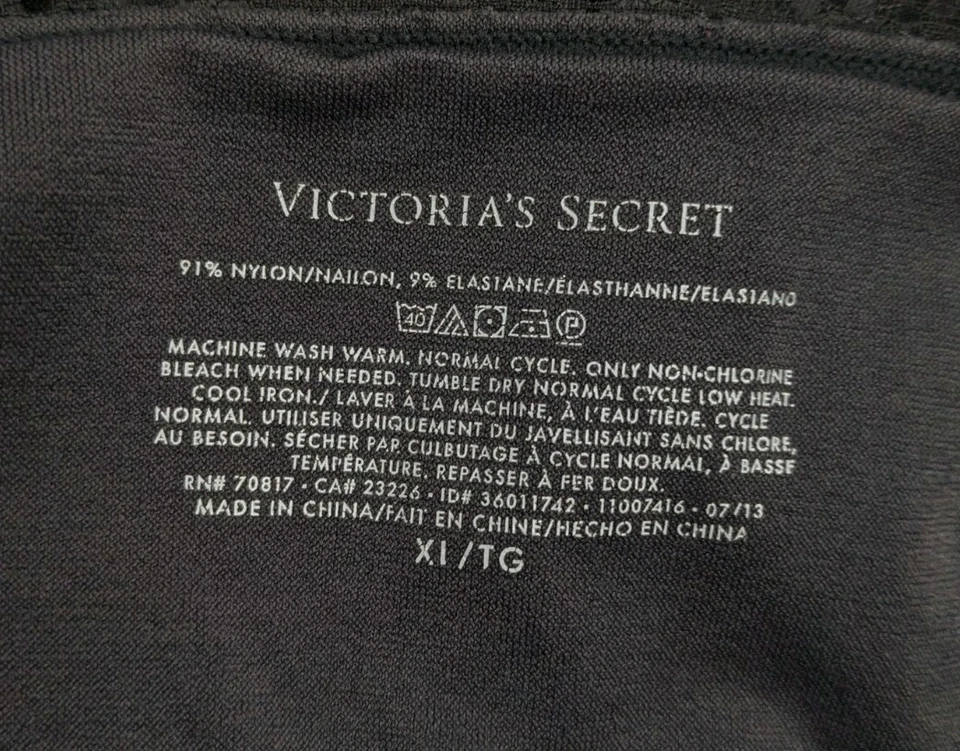 VICTORIA'S SECRET
91% NYLON/NAILON, 9% ELASTANE/ÉLASTHANNE/ELASTANO
40 P
MACHINE WASH WARM. NORMAL CYCLE. ONLY NON-CHLORINE
BLEACH WHEN NEEDED. TUMBLE DRY NORMAL CYCLE LOW HEAT.
COOL IRON./ LAVER À LA MACHINE, À L'EAU TIÈDE. CYCLE
NORMAL. UTILISER UNIQUEMENT DU JAVELLISANT SANS CHLORE,
AU BESOIN. SÉCHER PAR CULBUTAGE À CYCLE NORMAL, À BASSE
TEMPÉRATURE. REPASSER À FER DOUX.
RN# 70817 · CA# 23226 · ID# 36011742 · 11007416 · 07/13
MADE IN CHINA/FAIT EN CHINE/HECHO EN CHINA
XL/TG